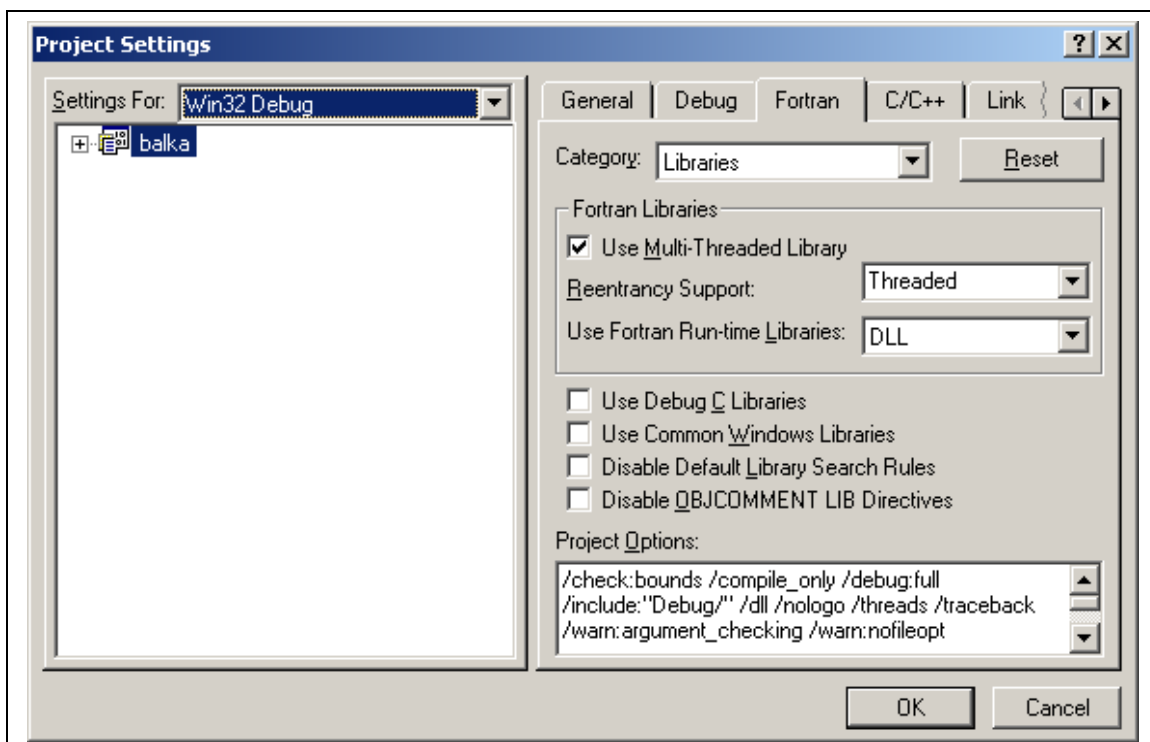 Project Settings
Settings For: Win32 Debug
balka
General Debug Fortran C/C++ Link
Category: Libraries Reset
Fortran Libraries
Use Multi-Threaded Library
Reentrancy Support: Threaded
Use Fortran Run-time Libraries: DLL
Use Debug C Libraries
Use Common Windows Libraries
Disable Default Library Search Rules
Disable OBJCOMMENT LIB Directives
Project Options:
/check:bounds /compile_only /debug:full
/include:"Debug/" /dll /nologo /threads /traceback
/warn:argument_checking /warn:nofileopt
OK Cancel